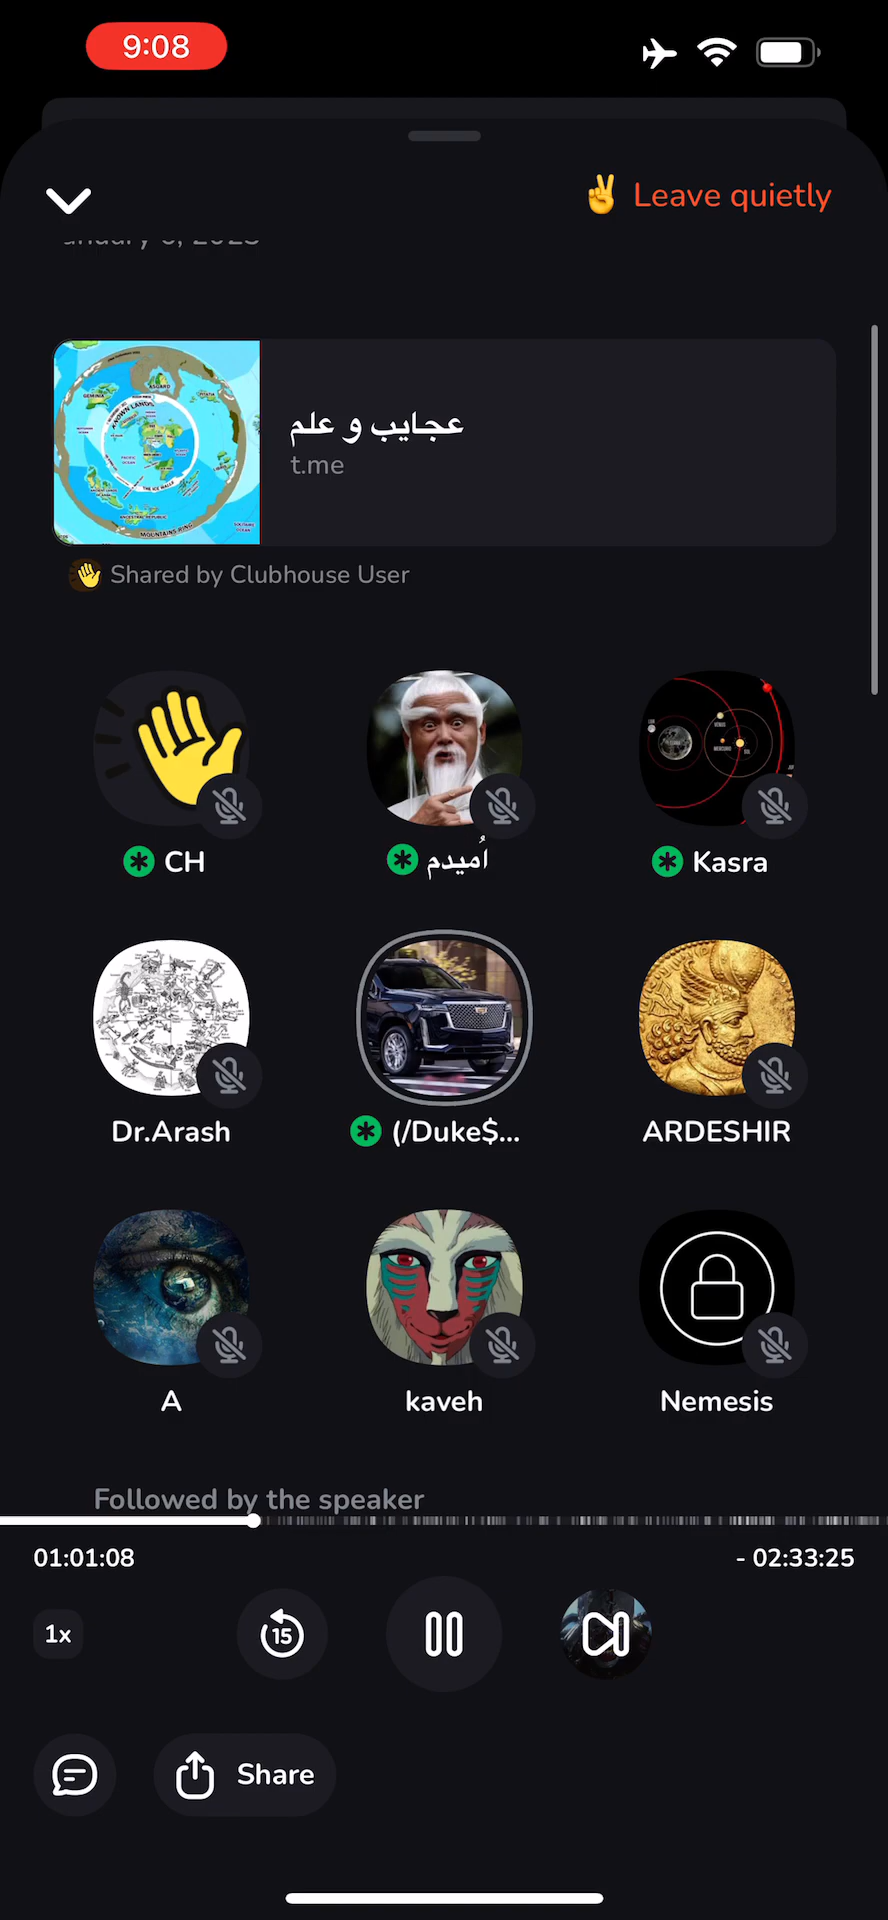 9:08
Leave quietly
عجایب و علم
t.me
Shared by Clubhouse User
CH
اُمیدم
Kasra
Dr.Arash
(/Duke$...
ARDESHIR
A
kaveh
Nemesis
Followed by the speaker
01:01:08
- 02:33:25
1x
15
Share